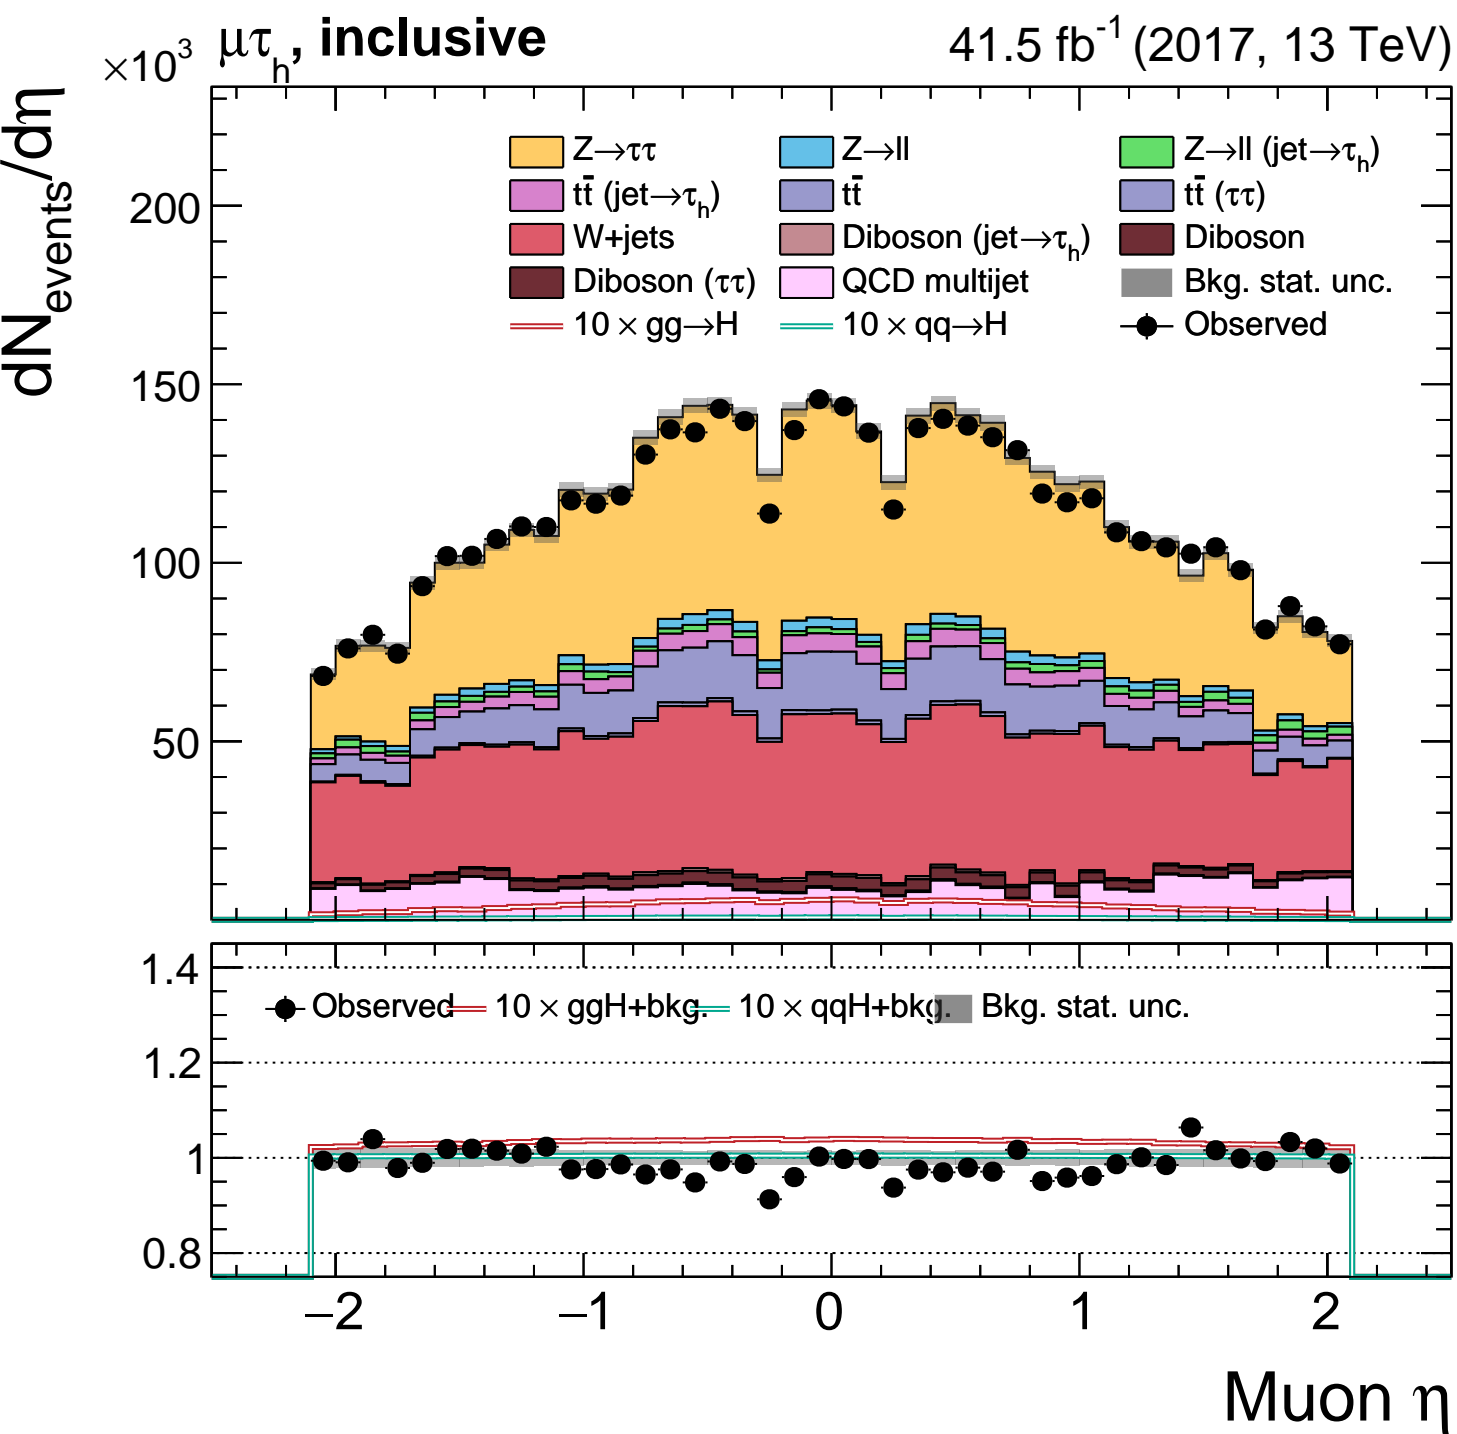 ×10³ μτₕ, inclusive 41.5 fb⁻¹ (2017, 13 TeV)
dN_events/dη
Z→ττ Z→ll Z→ll (jet→τₕ)
tt̄ (jet→τₕ) tt̄ tt̄ (ττ)
W+jets Diboson (jet→τₕ) Diboson
Diboson (ττ) QCD multijet Bkg. stat. unc.
10 × gg→H 10 × qq→H Observed
200
150
100
50
1.4
Observed 10 × ggH+bkg. 10 × qqH+bkg. Bkg. stat. unc.
1.2
1
0.8
−2 −1 0 1 2
Muon η